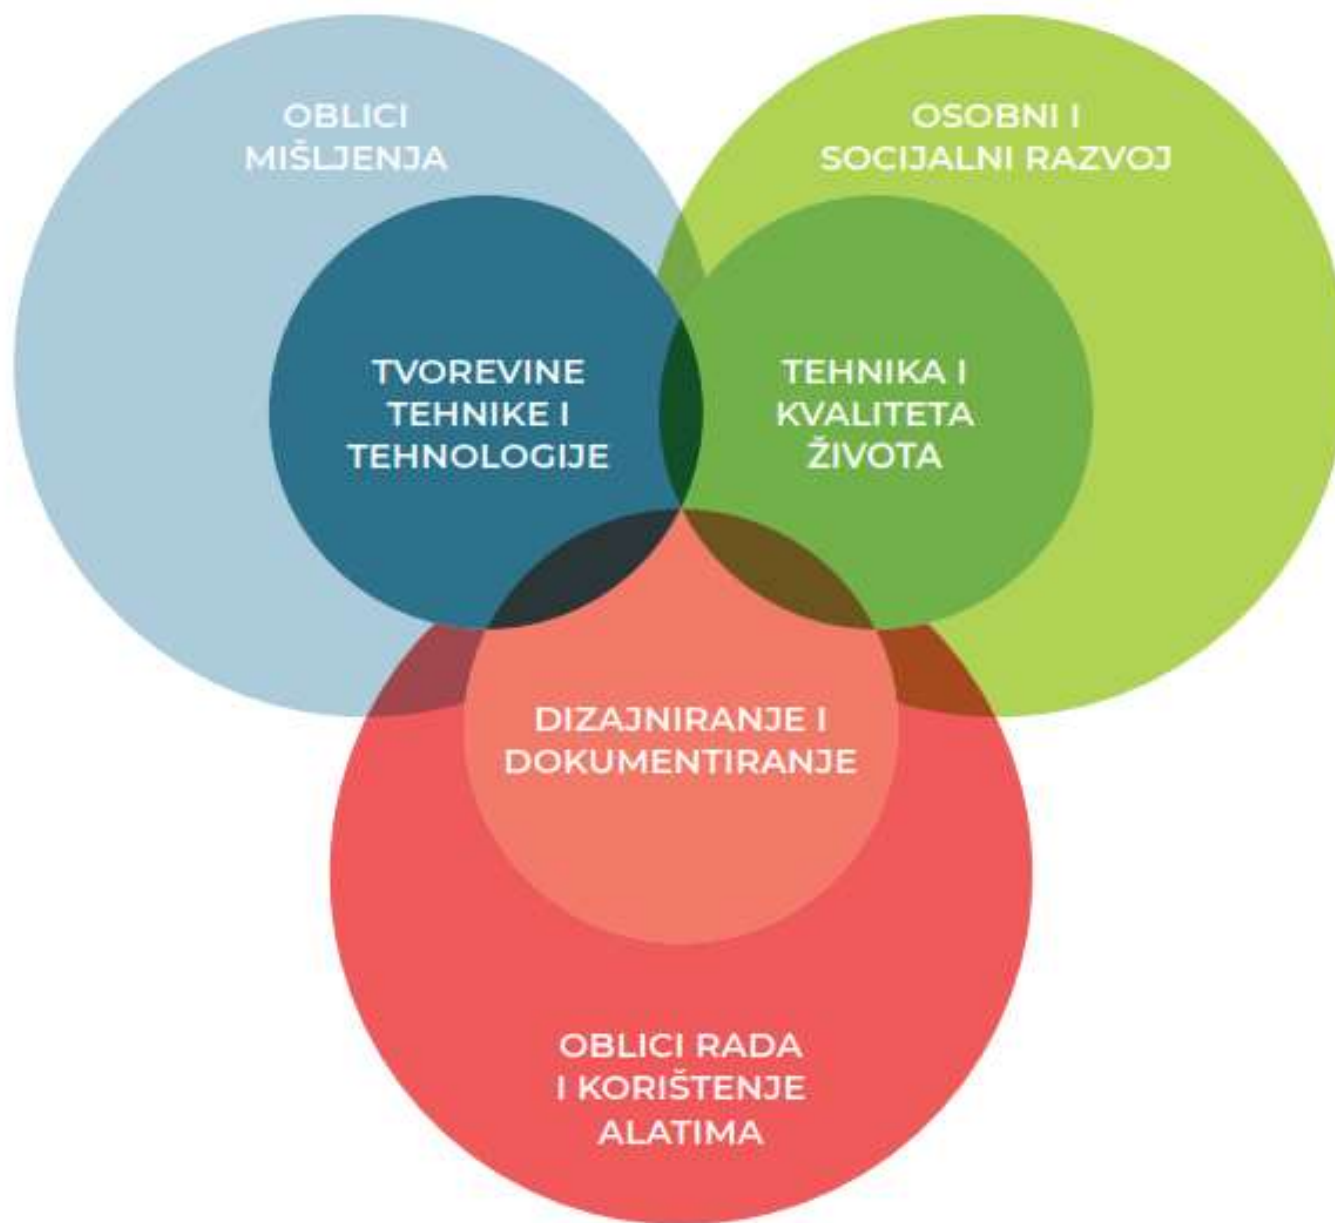 OBLICI
MIŠLJENJA
OSOBNI I
SOCIJALNI RAZVOJ
TVOREVINE
TEHNIKE I
TEHNOLOGIJE
TEHNIKA I
KVALITETA
ŽIVOTA
DIZAJNIRANJE I
DOKUMENTIRANJE
OBLICI RADA
I KORIŠTENJE
ALATIMA